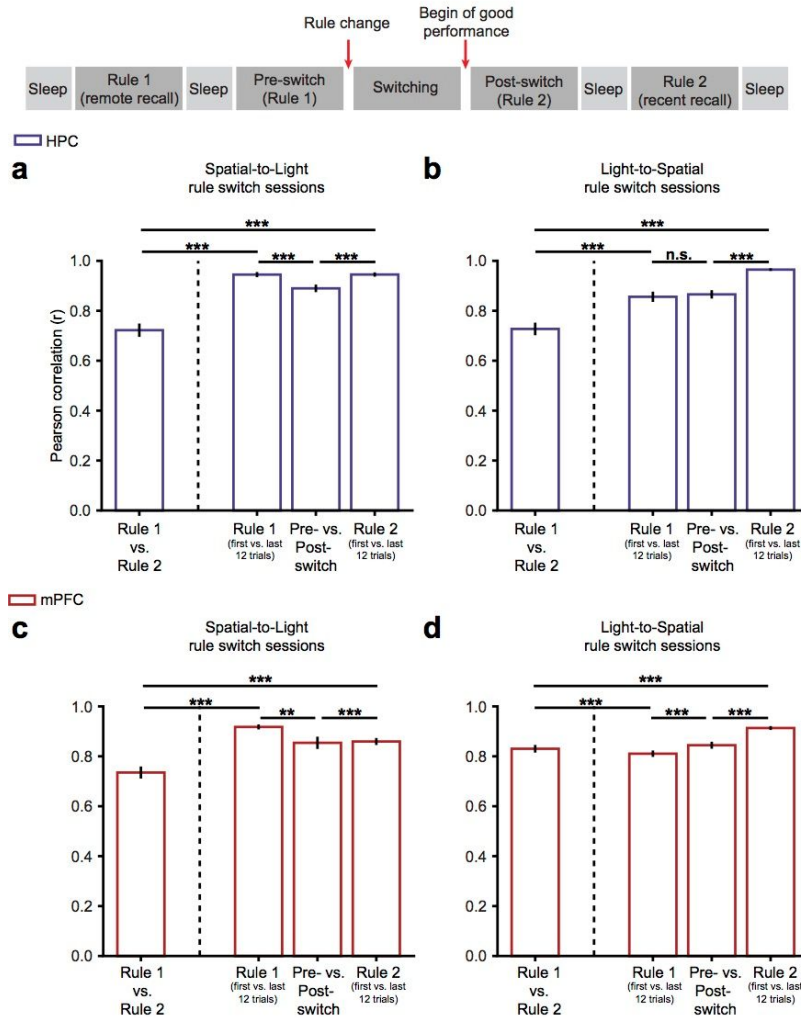 Rule change
Begin of good
performance
Sleep
Rule 1
(remote recall)
Sleep
Pre-switch
(Rule 1)
Switching
Post-switch
(Rule 2)
Sleep
Rule 2
(recent recall)
Sleep
HPC
a
Spatial-to-Light
rule switch sessions
***
***
***
***
Pearson correlation (r)
1.0
0.8
0.6
0.4
0.2
0.0
Rule 1
vs.
Rule 2
Rule 1
(first vs. last
12 trials)
Pre- vs.
Post-
switch
Rule 2
(first vs. last
12 trials)
b
Light-to-Spatial
rule switch sessions
***
***
n.s.
***
1.0
0.8
0.6
0.4
0.2
0.0
Rule 1
vs.
Rule 2
Rule 1
(first vs. last
12 trials)
Pre- vs.
Post-
switch
Rule 2
(first vs. last
12 trials)
mPFC
c
Spatial-to-Light
rule switch sessions
***
***
**
***
1.0
0.8
0.6
0.4
0.2
0.0
Rule 1
vs.
Rule 2
Rule 1
(first vs. last
12 trials)
Pre- vs.
Post-
switch
Rule 2
(first vs. last
12 trials)
d
Light-to-Spatial
rule switch sessions
***
***
***
***
1.0
0.8
0.6
0.4
0.2
0.0
Rule 1
vs.
Rule 2
Rule 1
(first vs. last
12 trials)
Pre- vs.
Post-
switch
Rule 2
(first vs. last
12 trials)